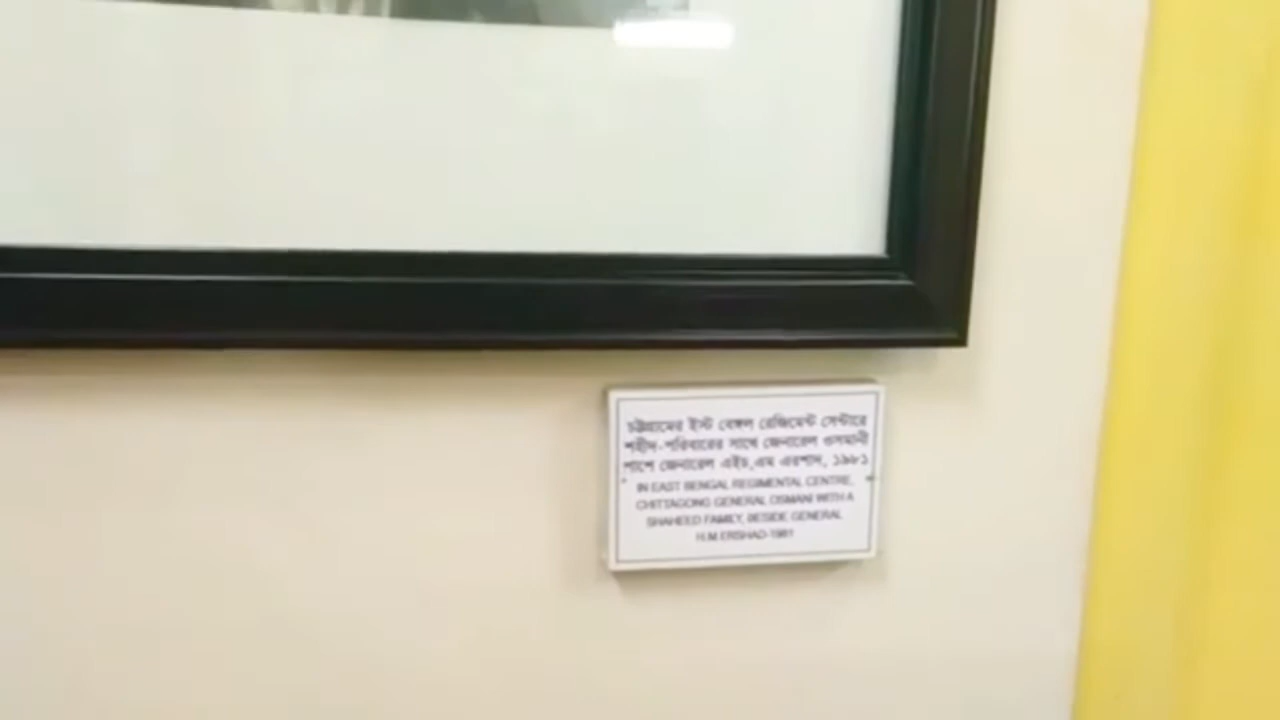 চট্টগ্রামের ইস্ট বেঙ্গল রেজিমেন্ট সেন্টারে
শহীদ-পরিবারের সাথে জেনারেল ওসমানী
পাশে জেনারেল এইচ,এম এরশাদ, ১৯৮১
IN EAST BENGAL REGIMENTAL CENTRE,
CHITTAGONG GENERAL OSMANI WITH A
SHAHEED FAMILY, BESIDE GENERAL
H.M. ERSHAD-1981